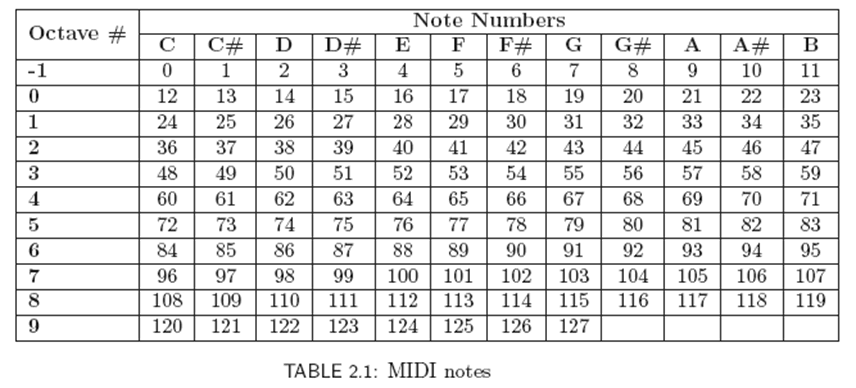 Octave # Note Numbers
C C# D D# E F F# G G# A A# B
-1 0 1 2 3 4 5 6 7 8 9 10 11
0 12 13 14 15 16 17 18 19 20 21 22 23
1 24 25 26 27 28 29 30 31 32 33 34 35
2 36 37 38 39 40 41 42 43 44 45 46 47
3 48 49 50 51 52 53 54 55 56 57 58 59
4 60 61 62 63 64 65 66 67 68 69 70 71
5 72 73 74 75 76 77 78 79 80 81 82 83
6 84 85 86 87 88 89 90 91 92 93 94 95
7 96 97 98 99 100 101 102 103 104 105 106 107
8 108 109 110 111 112 113 114 115 116 117 118 119
9 120 121 122 123 124 125 126 127
TABLE 2.1: MIDI notes